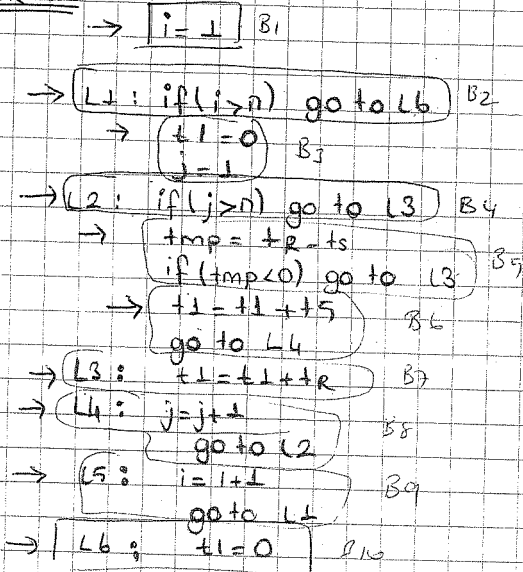 → i = 1 B1
→ L1 : if(i>n) go to L6 B2
→ t1 = 0 B3
j = 1
→ L2 : if(j>n) go to L3 B4
→ tmp = tR - ts B5
if (tmp<0) go to L3
→ t1 = t1 + t5 B6
go to L4
→ L3 : t1 = t1 + tR B7
→ L4 : j = j+1 B8
go to L2
→ L5 : i = i+1 B9
go to L1
→ L6 : t1 = 0 B10